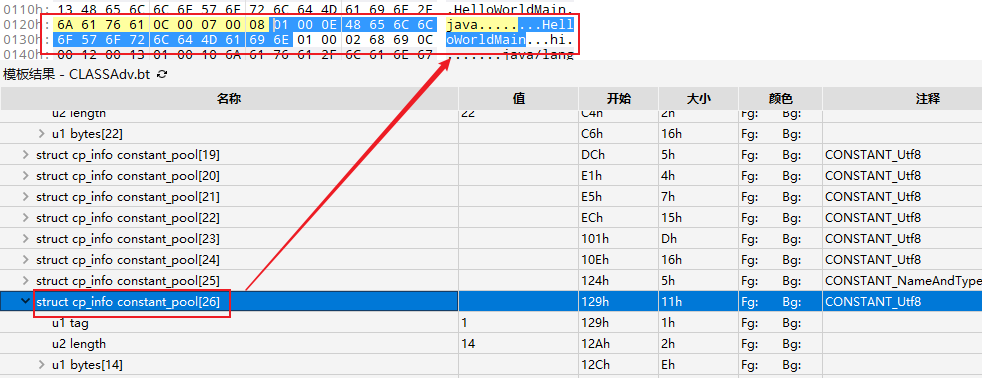 0110h: 13 48 65 6C 6C 6F 57 6F 72 6C 64 4D 61 69 6E 2E .HelloWorldMain.
0120h: 6A 61 76 61 0C 00 07 00 08 01 00 0E 48 65 6C 6C java........Hell
0130h: 6F 57 6F 72 6C 64 4D 61 69 6E 01 00 02 68 69 0C oWorldMain...hi.
0140h: 00 12 00 13 01 00 10 6A 61 76 61 2F 6C 61 6E 67 .......java/lang
模板结果 - CLASSAdv.bt
名称 值 开始 大小 颜色 注释
u2 length 22 C4h 2h Fg: Bg:
u1 bytes[22] C6h 16h Fg: Bg:
struct cp_info constant_pool[19] DCh 5h Fg: Bg: CONSTANT_Utf8
struct cp_info constant_pool[20] E1h 4h Fg: Bg: CONSTANT_Utf8
struct cp_info constant_pool[21] E5h 7h Fg: Bg: CONSTANT_Utf8
struct cp_info constant_pool[22] ECh 15h Fg: Bg: CONSTANT_Utf8
struct cp_info constant_pool[23] 101h Dh Fg: Bg: CONSTANT_Utf8
struct cp_info constant_pool[24] 10Eh 16h Fg: Bg: CONSTANT_Utf8
struct cp_info constant_pool[25] 124h 5h Fg: Bg: CONSTANT_NameAndType
struct cp_info constant_pool[26] 129h 11h Fg: Bg: CONSTANT_Utf8
u1 tag 1 129h 1h Fg: Bg:
u2 length 14 12Ah 2h Fg: Bg:
u1 bytes[14] 12Ch Eh Fg: Bg: